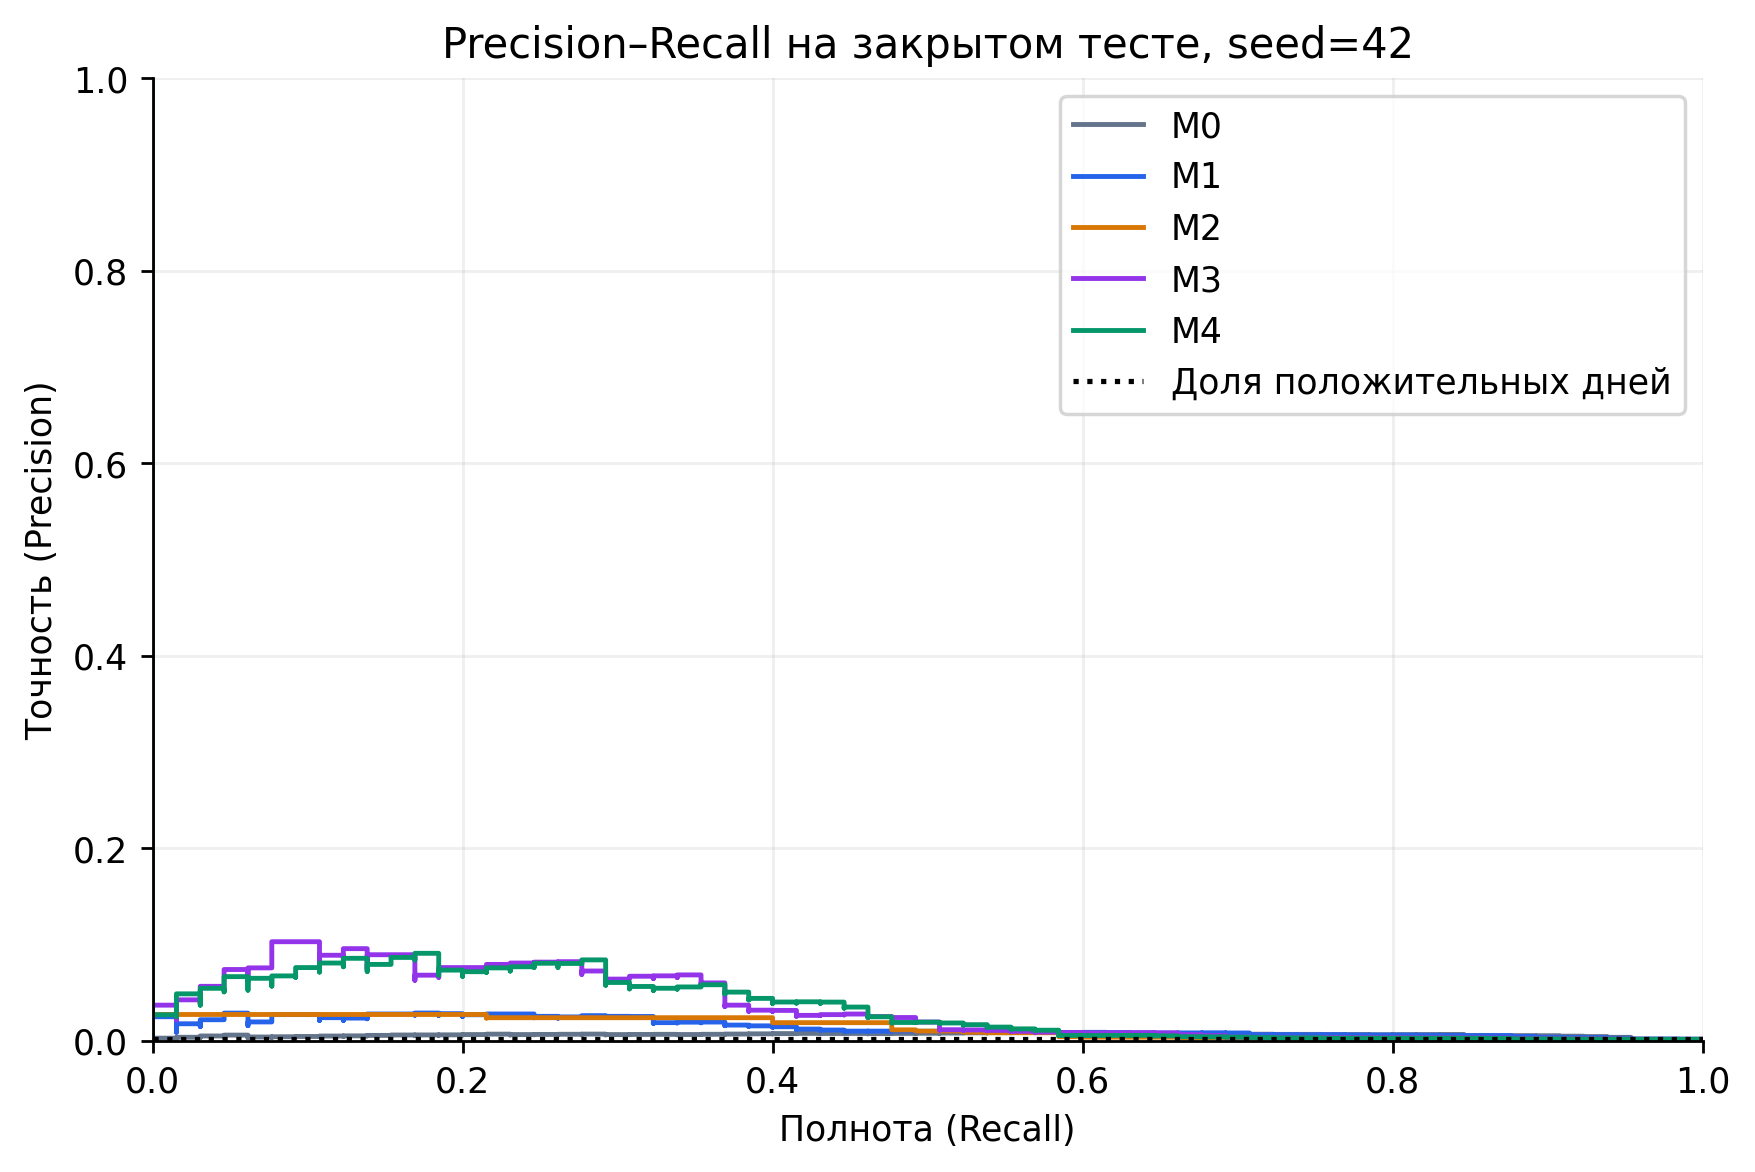 Precision–Recall на закрытом тесте, seed=42
1.0
0.8
0.6
0.4
0.2
0.0
Точность (Precision)
M0
M1
M2
M3
M4
Доля положительных дней
0.0 0.2 0.4 0.6 0.8 1.0
Полнота (Recall)